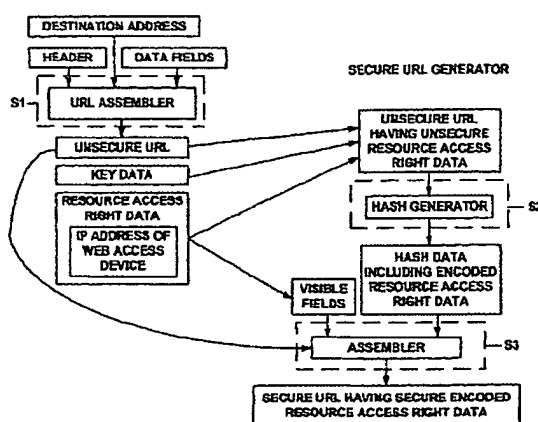 DESTINATION ADDRESS
HEADER
DATA FIELDS
SECURE URL GENERATOR
S1
URL ASSEMBLER
UNSECURE URL
KEY DATA
RESOURCE ACCESS
RIGHT DATA
IP ADDRESS OF
WEB ACCESS
DEVICE
UNSECURE URL
HAVING UNSECURE
RESOURCE ACCESS
RIGHT DATA
HASH GENERATOR
S2
HASH DATA
INCLUDING ENCODED
RESOURCE ACCESS
RIGHT DATA
VISIBLE
FIELDS
ASSEMBLER
S3
SECURE URL HAVING SECURE ENCODED
RESOURCE ACCESS RIGHT DATA